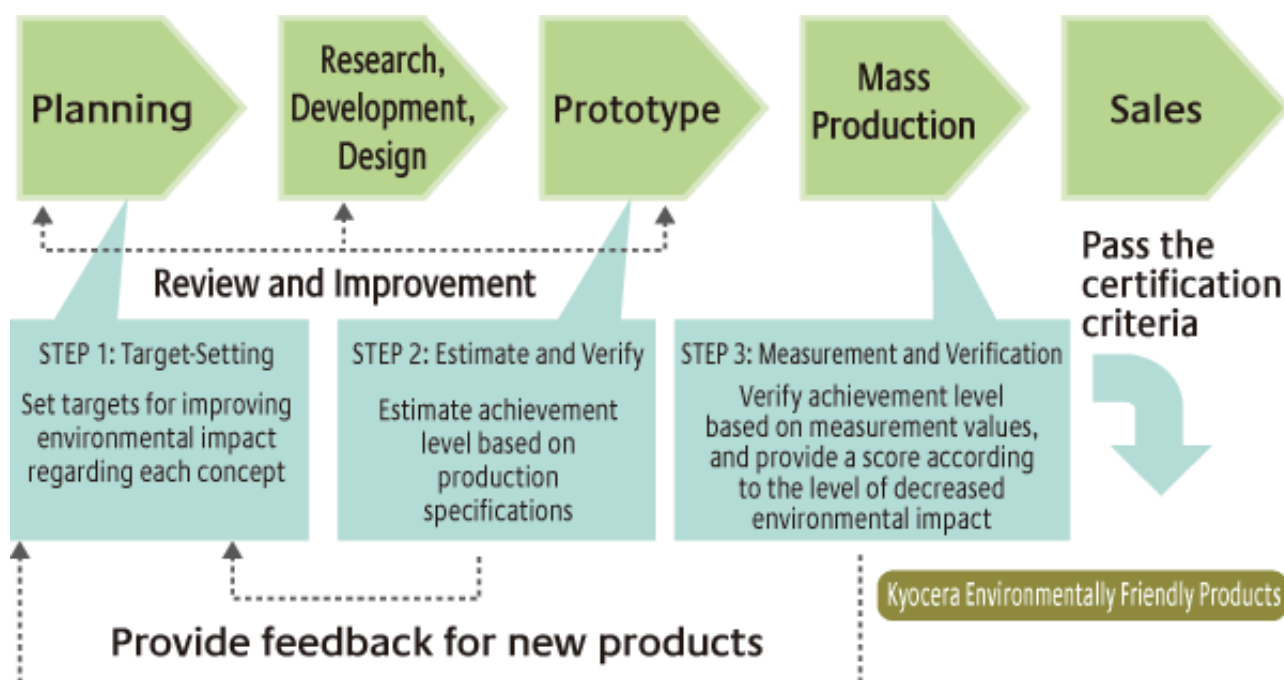 Planning
Research,
Development,
Design
Prototype
Mass
Production
Sales
Review and Improvement
Pass the
certification
criteria
STEP 1: Target-Setting
Set targets for improving
environmental impact
regarding each concept
STEP 2: Estimate and Verify
Estimate achievement
level based on
production
specifications
STEP 3: Measurement and Verification
Verify achievement level
based on measurement values,
and provide a score according
to the level of decreased
environmental impact
Kyocera Environmentally Friendly Products
Provide feedback for new products